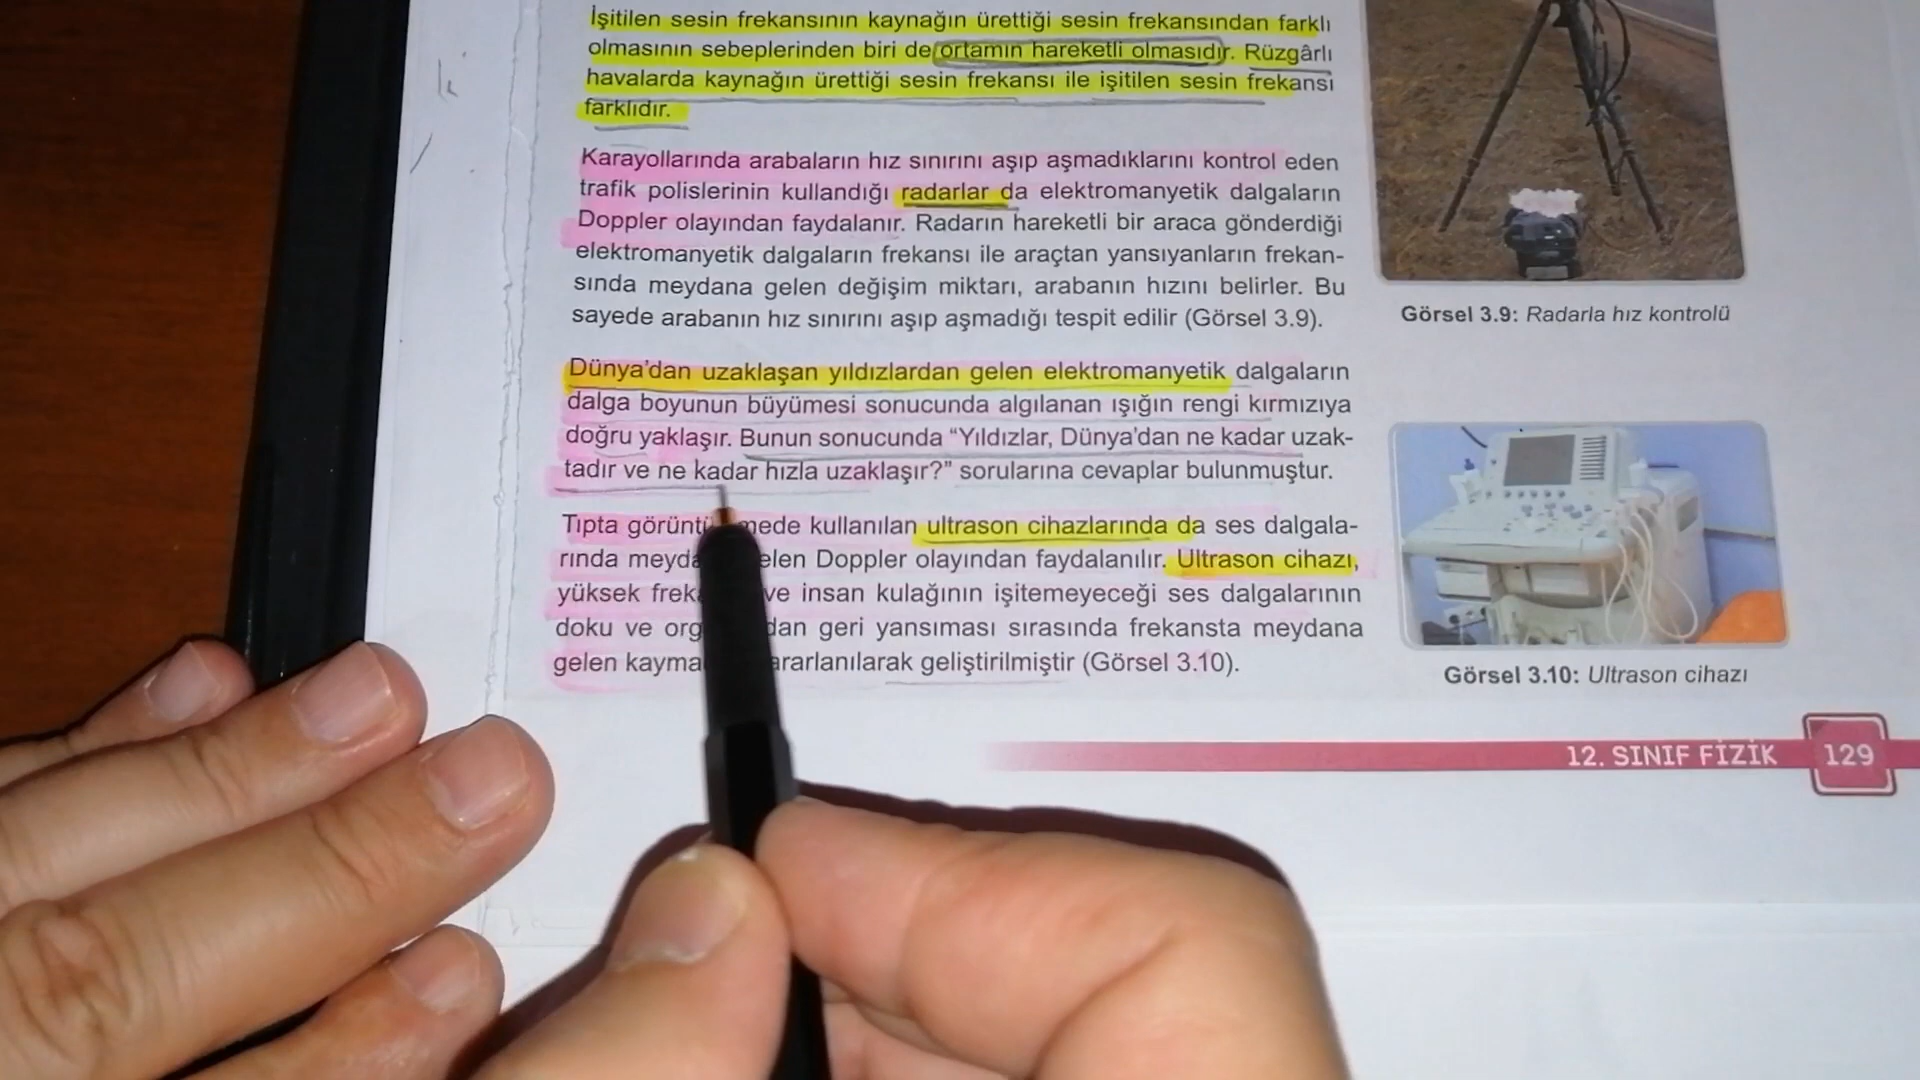 İşitilen sesin frekansının kaynağın ürettiği sesin frekansından farklı
olmasının sebeplerinden biri de ortamın hareketli olmasıdır. Rüzgârlı
havalarda kaynağın ürettiği sesin frekansı ile işitilen sesin frekansı
farklıdır.
Karayollarında arabaların hız sınırını aşıp aşmadıklarını kontrol eden
trafik polislerinin kullandığı radarlar da elektromanyetik dalgaların
Doppler olayından faydalanır. Radarın hareketli bir araca gönderdiği
elektromanyetik dalgaların frekansı ile araçtan yansıyanların frekan-
sında meydana gelen değişim miktarı, arabanın hızını belirler. Bu
sayede arabanın hız sınırını aşıp aşmadığı tespit edilir (Görsel 3.9).
Görsel 3.9: Radarla hız kontrolü
Dünya'dan uzaklaşan yıldızlardan gelen elektromanyetik dalgaların
dalga boyunun büyümesi sonucunda algılanan ışığın rengi kırmızıya
doğru yaklaşır. Bunun sonucunda “Yıldızlar, Dünya'dan ne kadar uzak-
tadır ve ne kadar hızla uzaklaşır?” sorularına cevaplar bulunmuştur.
Tıpta kullanılan ultrason cihazlarında da ses dalgala-
rında Doppler olayından faydalanılır. Ultrason cihazı,
yüksek ve insan kulağının işitemeyeceği ses dalgalarının
doku ve geri yansıması sırasında frekansta meydana
gelen geliştirilmiştir (Görsel 3.10).
Görsel 3.10: Ultrason cihazı
12. SINIF FİZİK 129